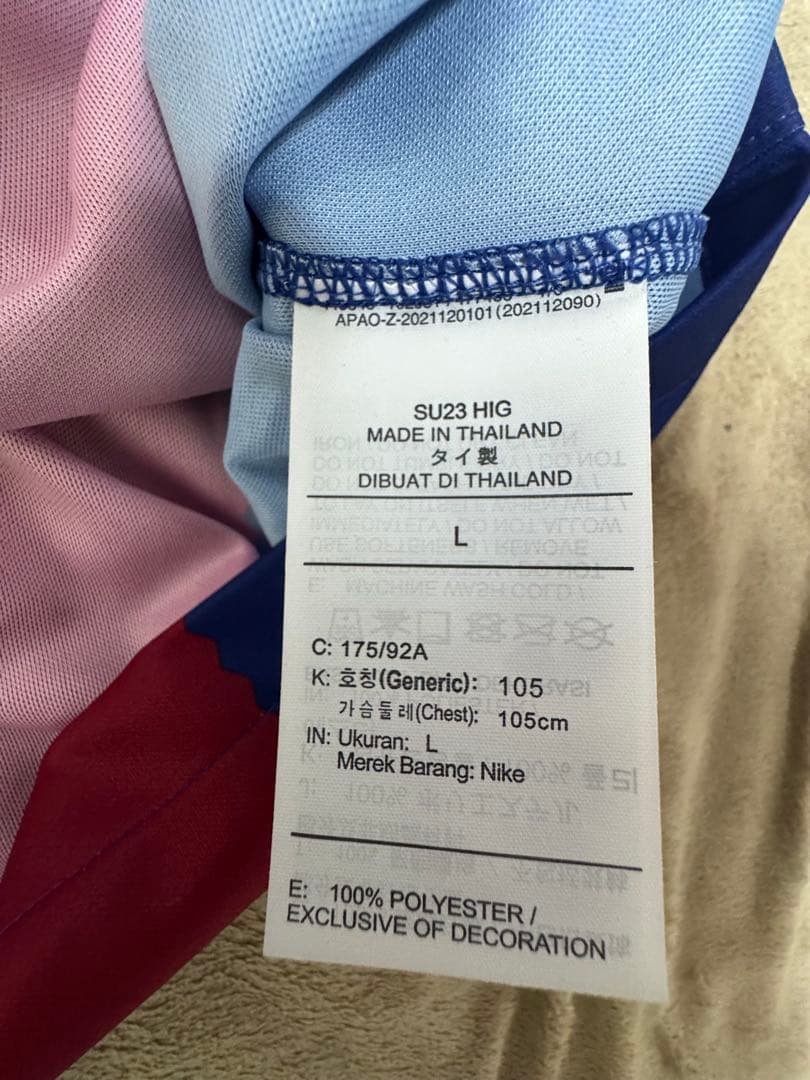 APAO-Z-2021120101(202112090)
SU23 HIG
MADE IN THAILAND
タイ製
DIBUAT DI THAILAND
L
C: 175/92A
K: 호칭(Generic): 105
가슴둘레(Chest): 105cm
IN: Ukuran: L
Merek Barang: Nike
E: 100% POLYESTER /
EXCLUSIVE OF DECORATION